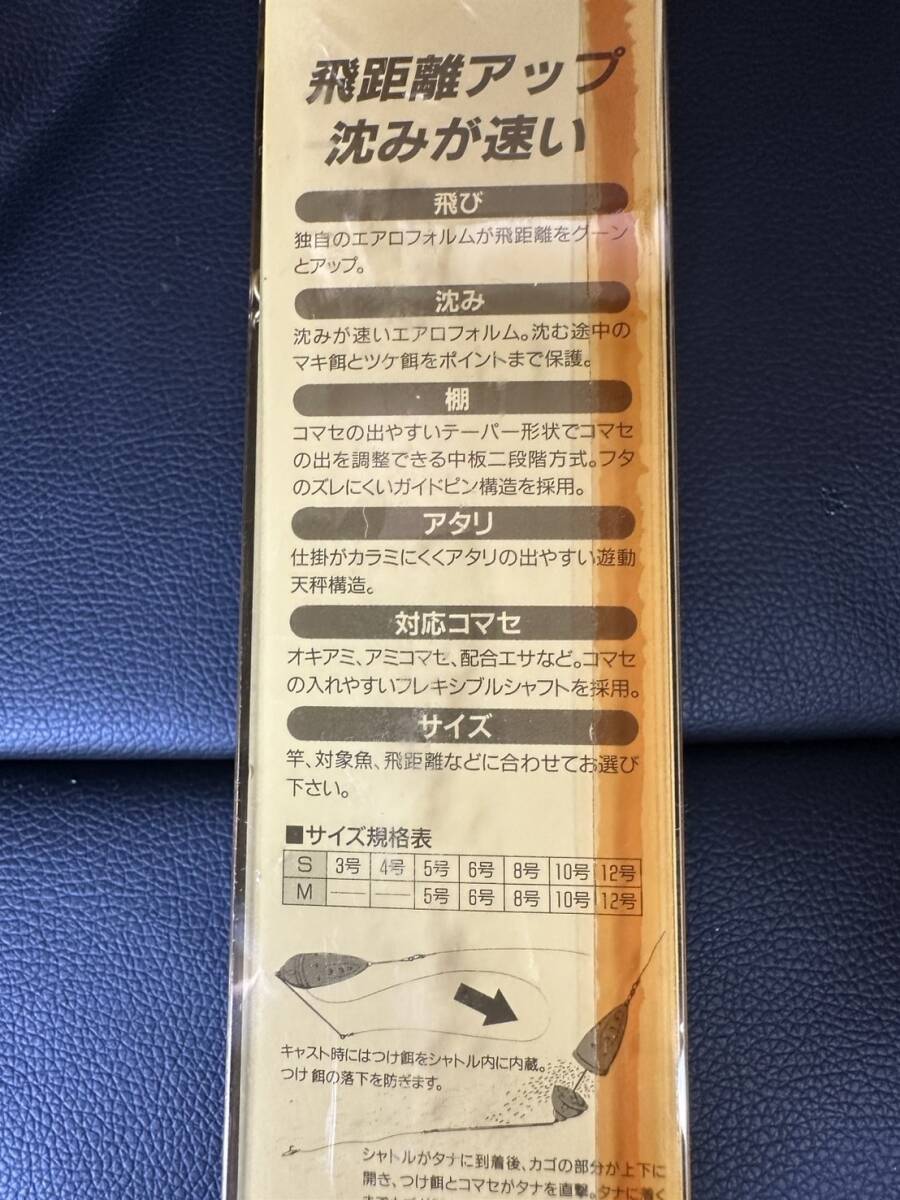 飛距離アップ
沈みが速い
飛び
独自のエアロフォルムが飛距離をグーン
とアップ。
沈み
沈みが速いエアロフォルム。沈む途中の
マキ餌とツケ餌をポイントまで保護。
棚
コマセの出やすいテーパー形状でコマセ
の出を調整できる中板二段階方式。フタ
のズレにくいガイドピン構造を採用。
アタリ
仕掛がカラミにくくアタリの出やすい遊動
天秤構造。
対応コマセ
オキアミ、アミコマセ、配合エサなど。コマセ
の入れやすいフレキシブルシャフトを採用。
サイズ
竿、対象魚、飛距離などに合わせてお選び
下さい。
■サイズ規格表
S 3号 4号 5号 6号 8号 10号 12号
M — — 5号 6号 8号 10号 12号
キャスト時にはつけ餌をシャトル内に内蔵。
つけ餌の落下を防ぎます。
シャトルがタナに到着後、カゴの部分が上下に
開き、つけ餌とコマセがタナを直撃。タナに着く